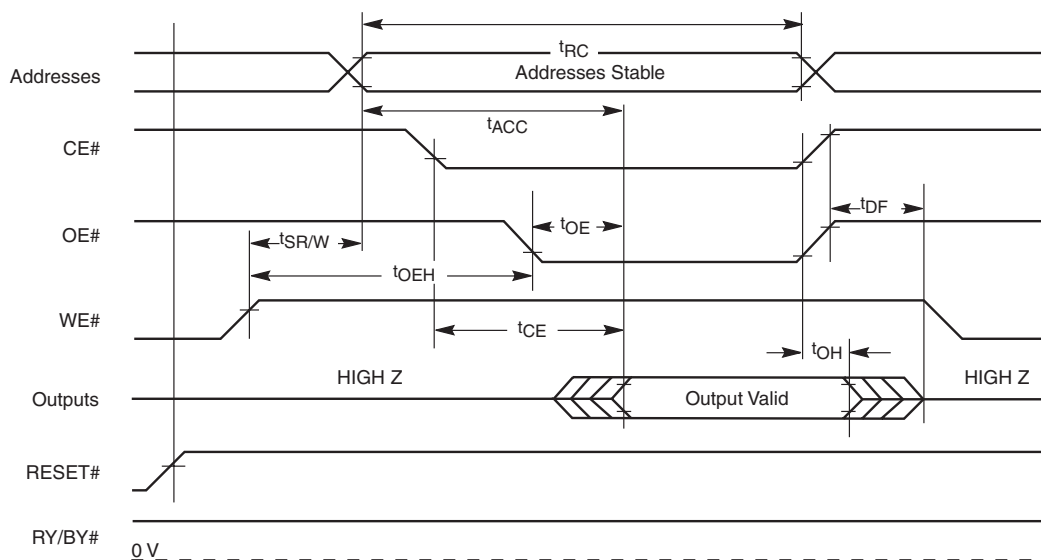 tRC
Addresses
Addresses Stable
tACC
CE#
tDF
OE#
tOE
tSR/W
tOEH
WE#
tCE
tOH
HIGH Z
HIGH Z
Outputs
Output Valid
RESET#
RY/BY#
0 V